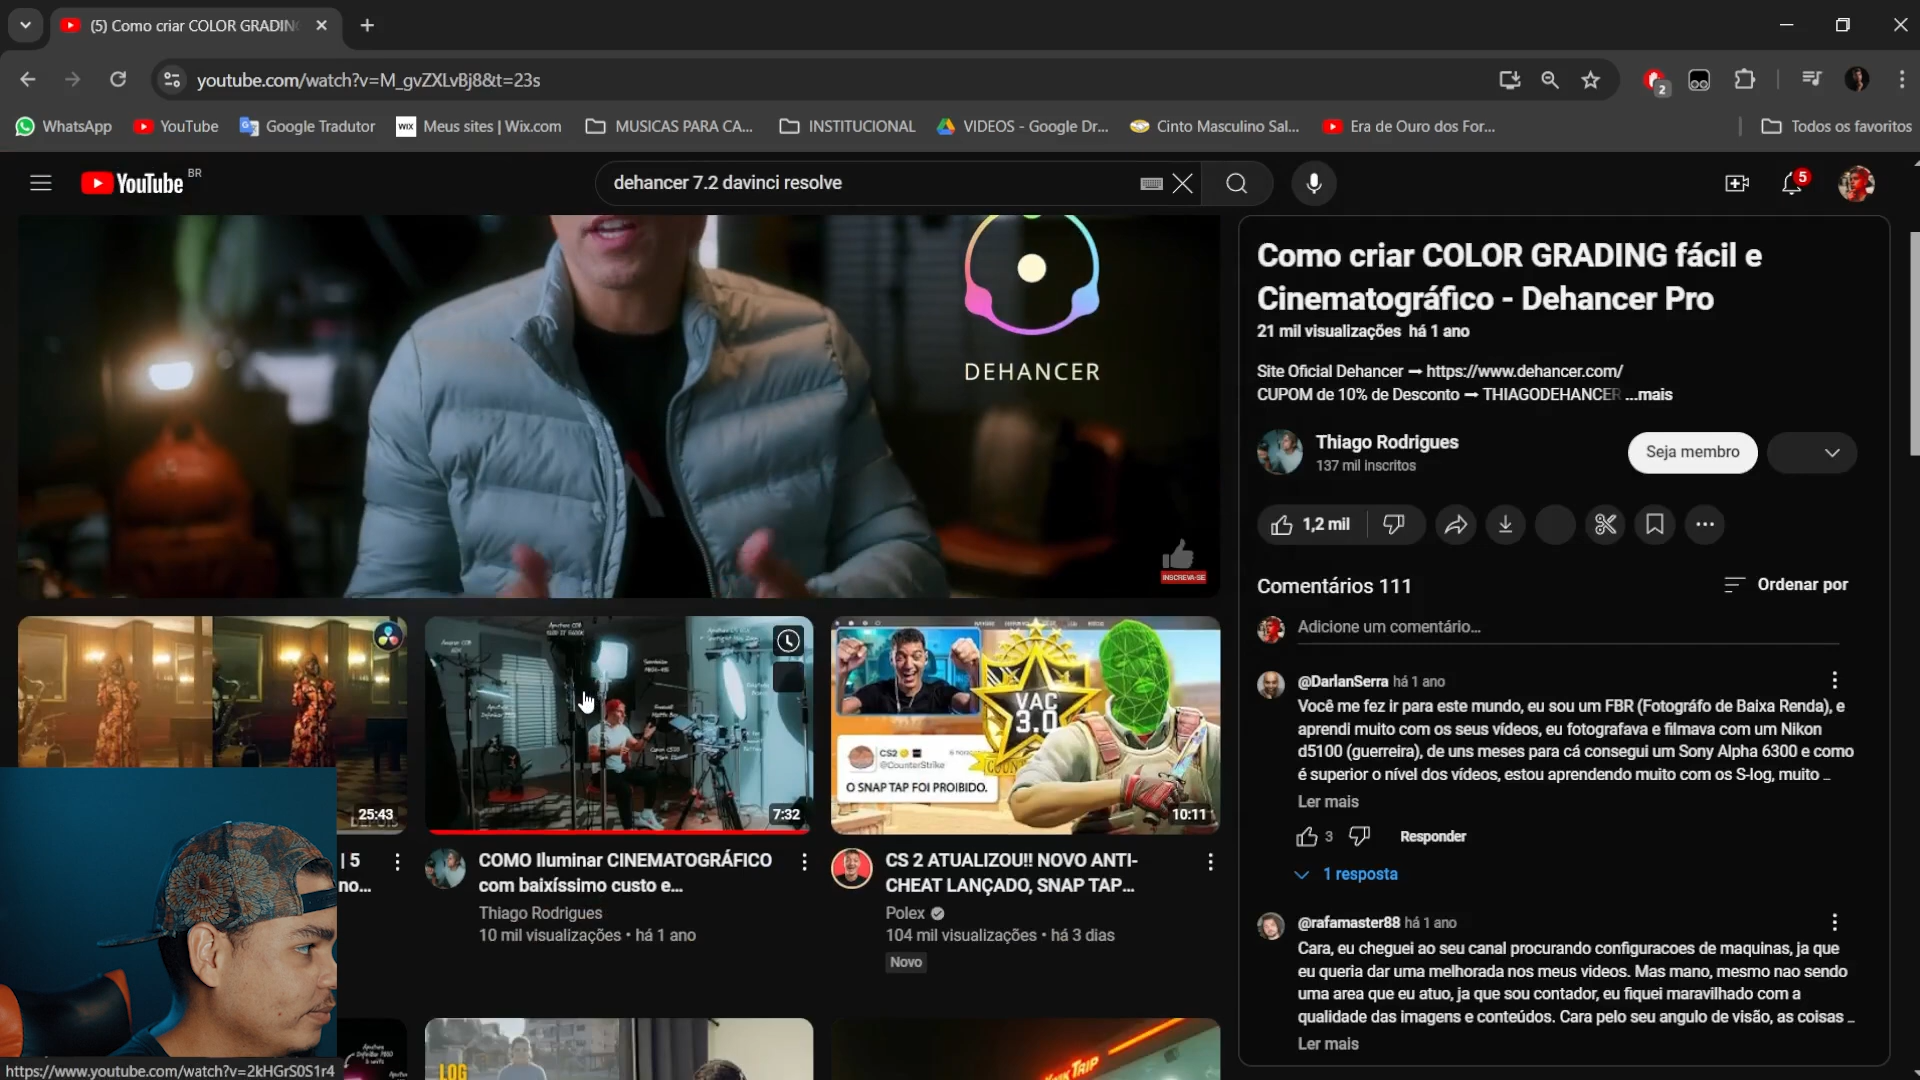 (5) Como criar COLOR GRADING
youtube.com/watch?v=M_gvZXLvBj8&t=23s
2
WhatsApp
YouTube
Google Tradutor
WIX
Meus sites | Wix.com
MUSICAS PARA CA...
INSTITUCIONAL
VIDEOS - Google Dr...
Cinto Masculino Sal...
Era de Ouro dos For...
Todos os favoritos
YouTube BR
dehancer 7.2 davinci resolve
5
DEHANCER
INSCREVA-SE
Como criar COLOR GRADING fácil e
Cinematográfico - Dehancer Pro
21 mil visualizações há 1 ano
Site Oficial Dehancer ➞ https://www.dehancer.com/
CUPOM de 10% de Desconto ➞ THIAGODEHANCER ...mais
Thiago Rodrigues
137 mil inscritos
Seja membro
1,2 mil
Comentários 111
Ordenar por
Adicione um comentário...
@DarlanSerra há 1 ano
Você me fez ir para este mundo, eu sou um FBR (Fotográfo de Baixa Renda), e
aprendi muito com os seus vídeos, eu fotografava e filmava com um Nikon
d5100 (guerreira), de uns meses para cá consegui um Sony Alpha 6300 e como
é superior o nível dos vídeos, estou aprendendo muito com os S-log, muito ...
Ler mais
3
Responder
1 resposta
@rafamaster88 há 1 ano
Cara, eu cheguei ao seu canal procurando configuracoes de maquinas, ja que
eu queria dar uma melhorada nos meus videos. Mas mano, mesmo nao sendo
uma area que eu atuo, ja que sou contador, eu fiquei maravilhado com a
qualidade das imagens e conteúdos. Cara pelo seu angulo de visão, as coisas ...
Ler mais
25:43
| 5
no...
7:32
COMO Iluminar CINEMATOGRÁFICO
com baixíssimo custo e...
Thiago Rodrigues
10 mil visualizações • há 1 ano
VAC
3.0
CS2
@CounterStrike
O SNAP TAP FOI PROIBIDO.
10:11
CS 2 ATUALIZOU!! NOVO ANTI-
CHEAT LANÇADO, SNAP TAP...
Polex
104 mil visualizações • há 3 dias
Novo
LOG
https://www.youtube.com/watch?v=2kHGrS0S1r4